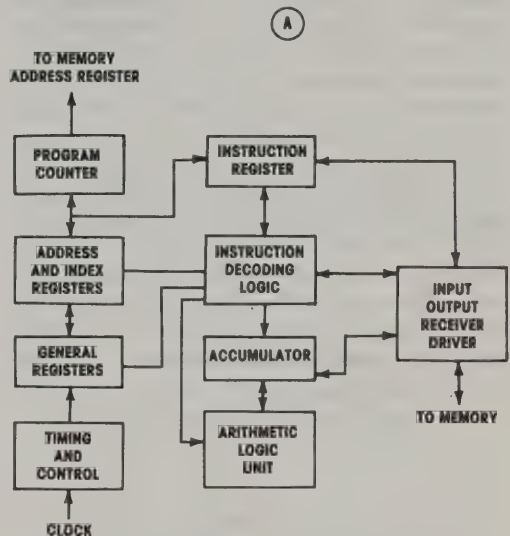 A
TO MEMORY
ADDRESS REGISTER
PROGRAM
COUNTER
INSTRUCTION
REGISTER
ADDRESS
AND INDEX
REGISTERS
INSTRUCTION
DECODING
LOGIC
INPUT
OUTPUT
RECEIVER
DRIVER
GENERAL
REGISTERS
ACCUMULATOR
TO MEMORY
TIMING
AND
CONTROL
ARITHMETIC
LOGIC
UNIT
CLOCK